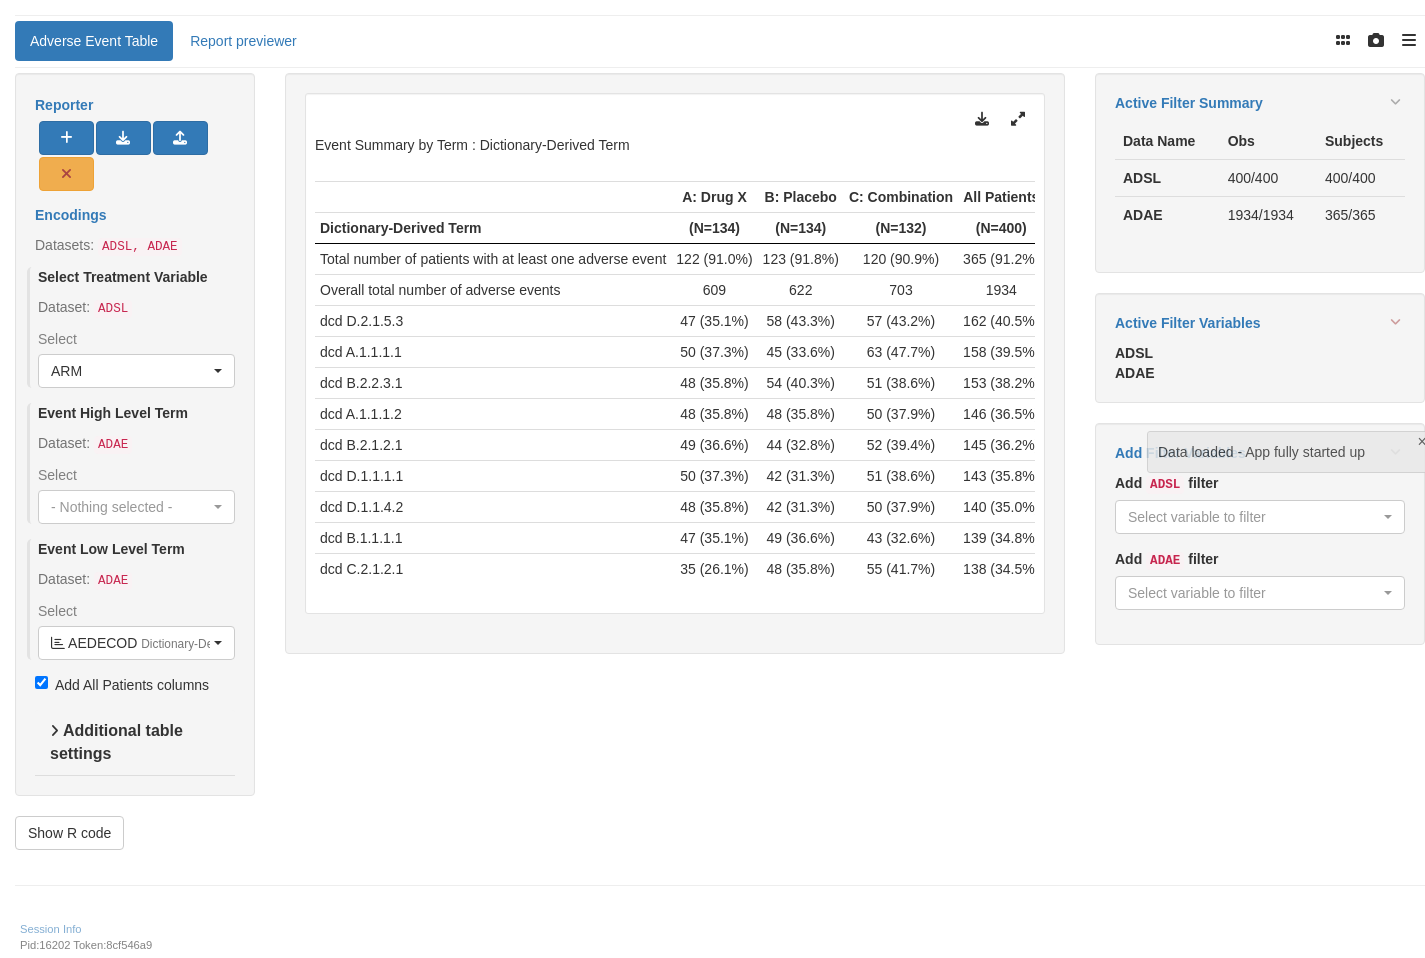 Adverse Event Table Report previewer
Reporter
Encodings
Datasets: ADSL, ADAE
Select Treatment Variable
Dataset: ADSL
Select
ARM
Event High Level Term
Dataset: ADAE
Select
- Nothing selected -
Event Low Level Term
Dataset: ADAE
Select
AEDECOD Dictionary-De
Add All Patients columns
Additional table
settings
Show R code
Event Summary by Term : Dictionary-Derived Term
A: Drug X B: Placebo C: Combination All Patients
Dictionary-Derived Term (N=134) (N=134) (N=132) (N=400)
Total number of patients with at least one adverse event 122 (91.0%) 123 (91.8%) 120 (90.9%) 365 (91.2%
Overall total number of adverse events 609 622 703 1934
dcd D.2.1.5.3 47 (35.1%) 58 (43.3%) 57 (43.2%) 162 (40.5%
dcd A.1.1.1.1 50 (37.3%) 45 (33.6%) 63 (47.7%) 158 (39.5%
dcd B.2.2.3.1 48 (35.8%) 54 (40.3%) 51 (38.6%) 153 (38.2%
dcd A.1.1.1.2 48 (35.8%) 48 (35.8%) 50 (37.9%) 146 (36.5%
dcd B.2.1.2.1 49 (36.6%) 44 (32.8%) 52 (39.4%) 145 (36.2%
dcd D.1.1.1.1 50 (37.3%) 42 (31.3%) 51 (38.6%) 143 (35.8%
dcd D.1.1.4.2 48 (35.8%) 42 (31.3%) 50 (37.9%) 140 (35.0%
dcd B.1.1.1.1 47 (35.1%) 49 (36.6%) 43 (32.6%) 139 (34.8%
dcd C.2.1.2.1 35 (26.1%) 48 (35.8%) 55 (41.7%) 138 (34.5%
Active Filter Summary
Data Name Obs Subjects
ADSL 400/400 400/400
ADAE 1934/1934 365/365
Active Filter Variables
ADSL
ADAE
Add
Data loaded - App fully started up
Add ADSL filter
Select variable to filter
Add ADAE filter
Select variable to filter
Session Info
Pid:16202 Token:8cf546a9